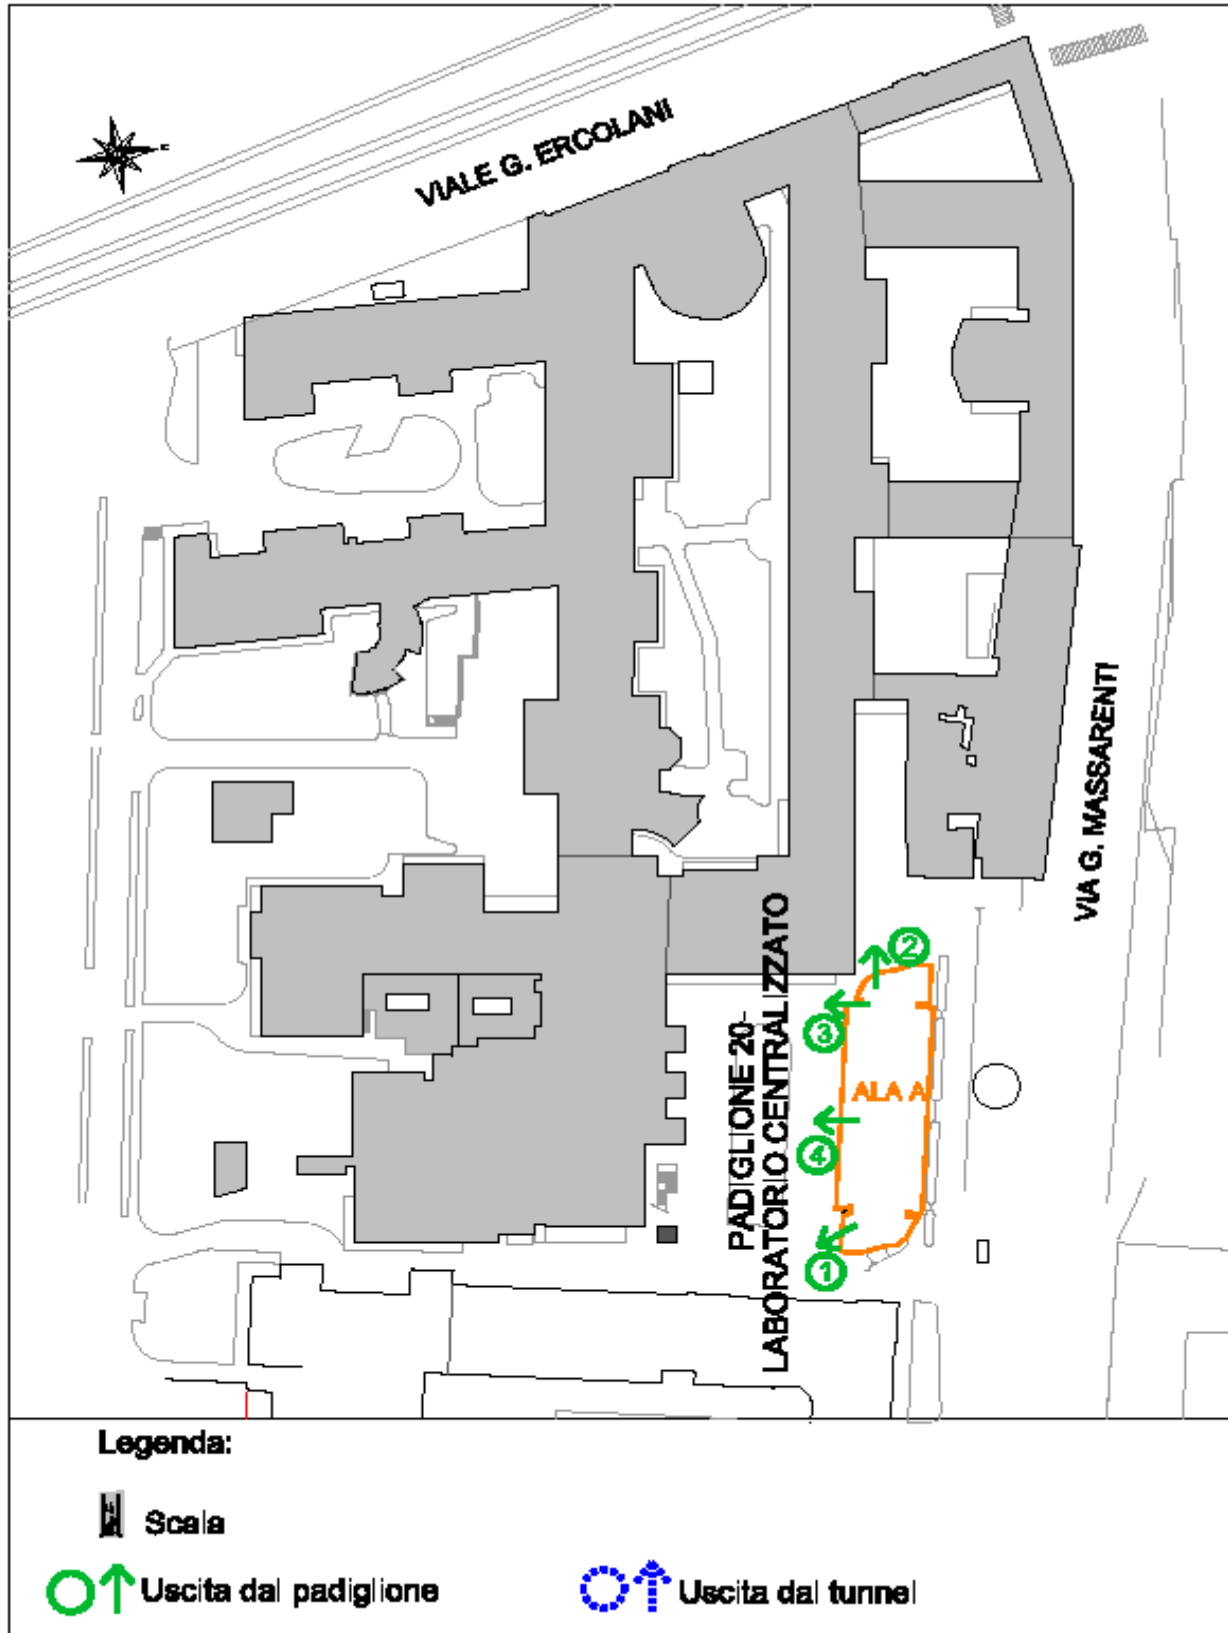 VIALE G. ERCOLANI
VIA G. MASSARENTI
PADIGLIONE 20-
LABORATORIO CENTRALIZZATO
2
3
ALA A
4
1
Legenda:
Scala
Uscita dal padiglione
Uscita dal tunnel